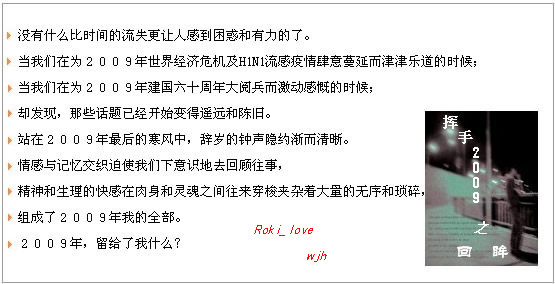 没有什么比时间的流失更让人感到困惑和有力的了。
当我们在为２００９年世界经济危机及H1N1流感疫情肆意蔓延而津津乐道的时候；
当我们在为２００９年建国六十周年大阅兵而激动感慨的时候；
却发现，那些话题已经开始变得遥远和陈旧。
站在２００９年最后的寒风中，辞岁的钟声隐约渐而清晰。
情感与记忆交织迫使我们下意识地去回顾往事，
精神和生理的快感在肉身和灵魂之间往来穿梭夹杂着大量的无序和琐碎，
组成了２００９年我的全部。
２００９年，留给了我什么？
Roki_love
wjh
挥手
2009
之
回眸